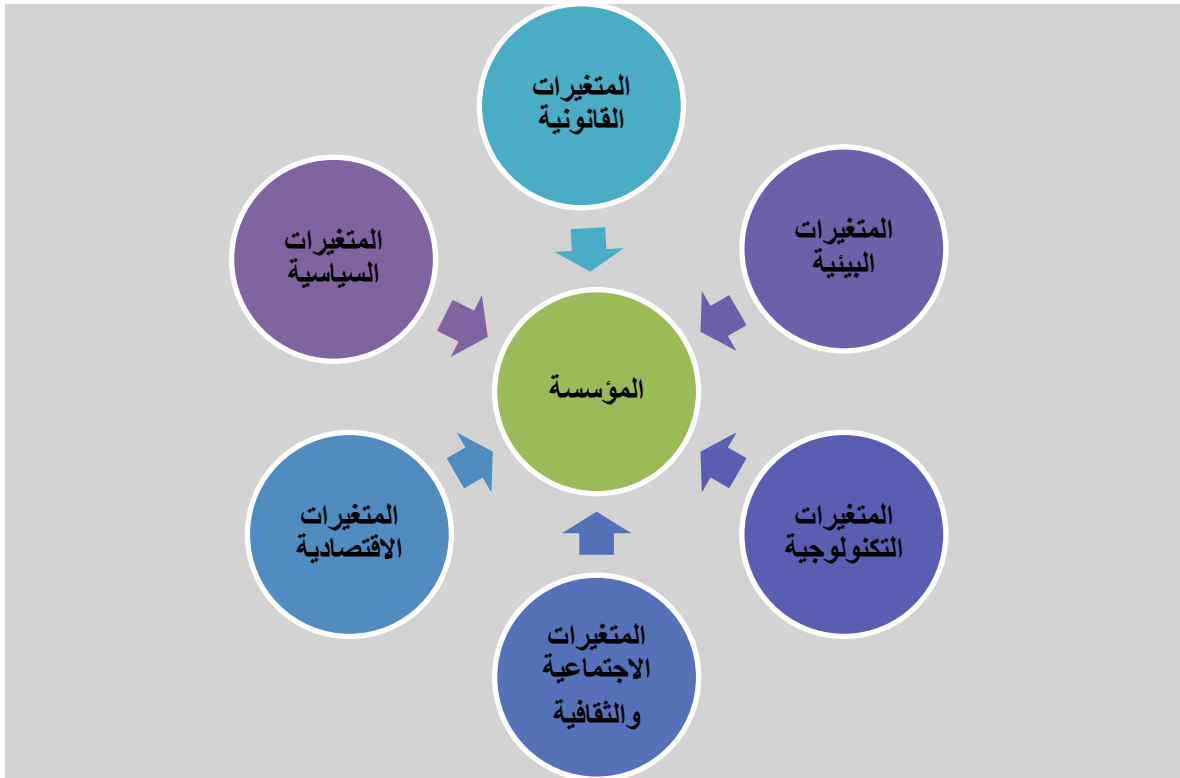 المتغيرات
القانونية
المتغيرات
البيئية
المتغيرات
السياسية
المؤسسة
المتغيرات
التكنولوجية
المتغيرات
الاقتصادية
المتغيرات
الاجتماعية
والثقافية